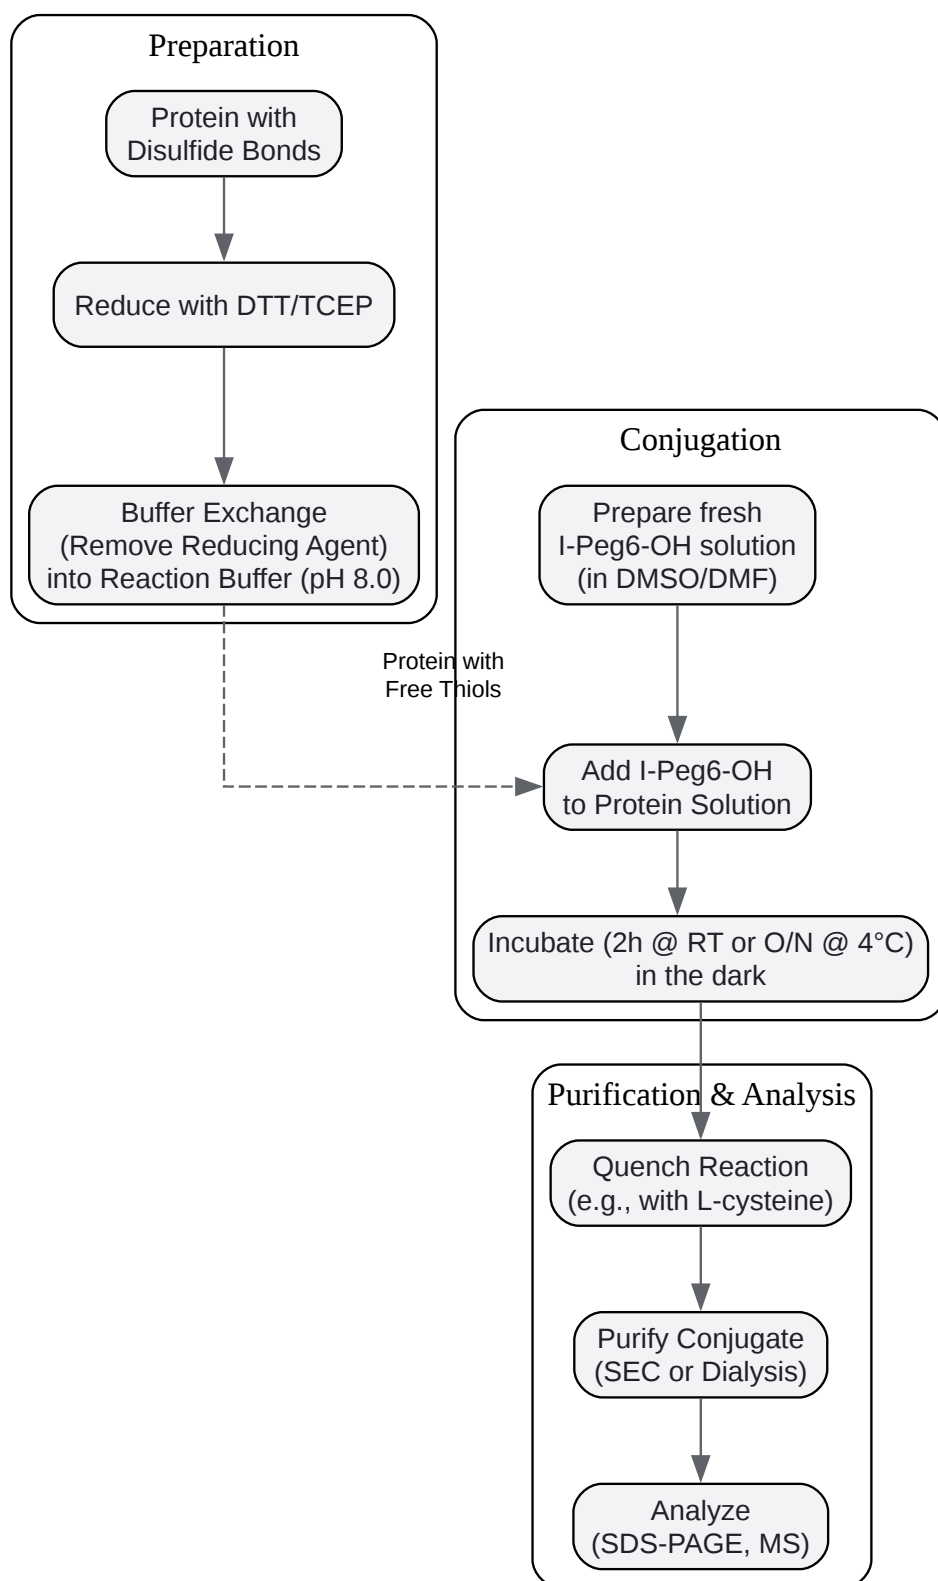 Preparation
Protein with
Disulfide Bonds
Reduce with DTT/TCEP
Buffer Exchange
(Remove Reducing Agent)
into Reaction Buffer (pH 8.0)
Protein with
Free Thiols
Conjugation
Prepare fresh
I-Peg6-OH solution
(in DMSO/DMF)
Add I-Peg6-OH
to Protein Solution
Incubate (2h @ RT or O/N @ 4°C)
in the dark
Purification & Analysis
Quench Reaction
(e.g., with L-cysteine)
Purify Conjugate
(SEC or Dialysis)
Analyze
(SDS-PAGE, MS)